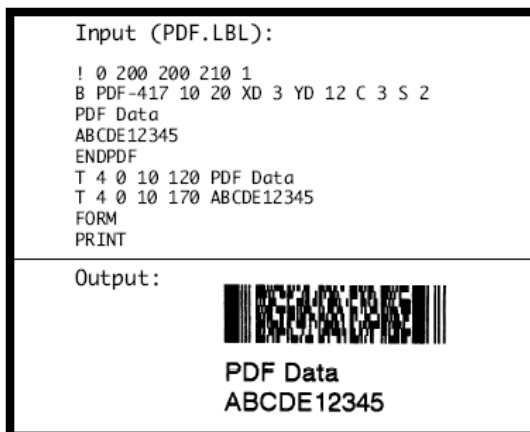 Input (PDF.LBL):
! 0 200 200 210 1
B PDF-417 10 20 XD 3 YD 12 C 3 S 2
PDF Data
ABCDE12345
ENDPDF
T 4 0 10 120 PDF Data
T 4 0 10 170 ABCDE12345
FORM
PRINT
Output:
PDF Data
ABCDE12345